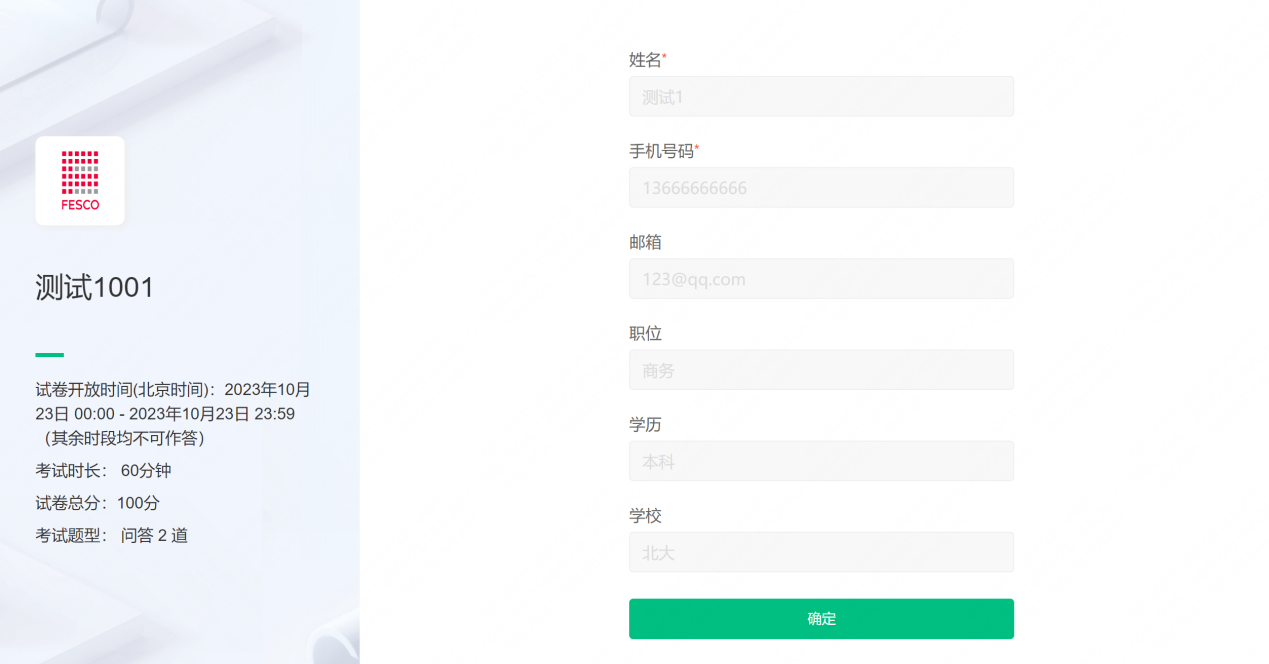 FESCO
测试1001
试卷开放时间(北京时间)：2023年10月
23日 00:00 - 2023年10月23日 23:59
（其余时段均不可作答）
考试时长： 60分钟
试卷总分：100分
考试题型： 问答 2 道
姓名*
测试1
手机号码*
13666666666
邮箱
123@qq.com
职位
商务
学历
本科
学校
北大
确定